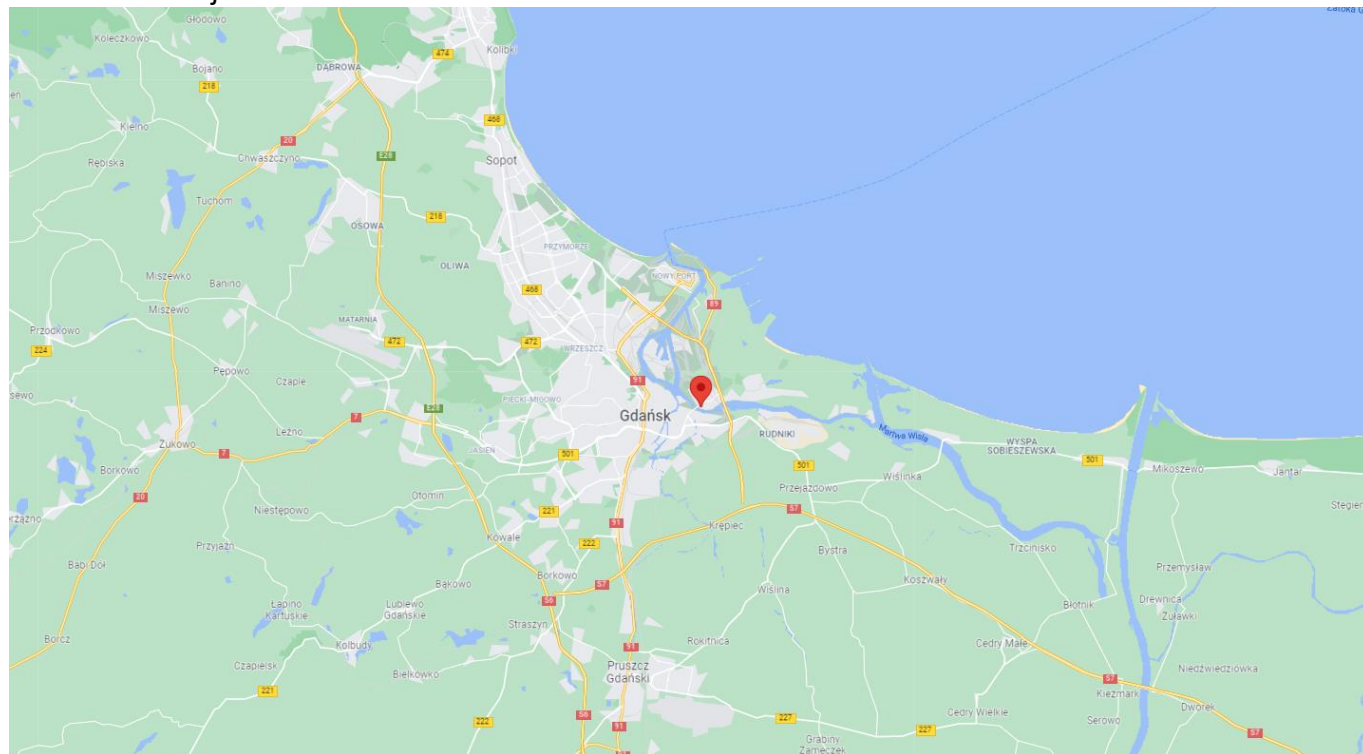 Głodowo
Zatoka G
Koleczkowo
474
Kolibki
DĄBROWA
Bojano
218
468
Kielno
20
Chwaszczyno
E28
Sopot
Rębiska
Tuchom
218
OSOWA
PRZYMORZE
OLIWA
NOWY PORT
Miszewko
Banino
468
89
Miszewo
MATARNIA
Przodkowo
472
472
224
WRZESZCZ
Pępowo
Czaple
91
PIECKI-MIGOWO
E28
Gdańsk
7
Martwa Wisła
Leźno
RUDNIKI
Żukowo
WYSPA
SOBIESZEWSKA
7
JASIEŃ
501
501
501
Borkowo
Mikoszewo
Jantar
Wiślinka
Otomin
Przejazdowo
20
Niestępowo
221
S7
Stegien
91
Krępiec
Kowale
222
Przyjaźń
Bystra
Trzcinisko
Babi Dół
Przemysław
Borkowo
Bąkowo
S7
Koszwały
Wiślina
S6
Drewnica
Łapino
Kartuskie
Lublewo
Gdańskie
Błotnik
Żuławki
Straszyn
Borcz
Rokitnica
Cedry Małe
Kolbudy
91
Czapielsk
Pruszcz
Gdański
Niedźwiedziówka
Bielkówko
S7
221
Kiezmark
Dworek
Cedry Wielkie
S6
227
222
Serowo
91
227
S7
Grabiny
Zameczek